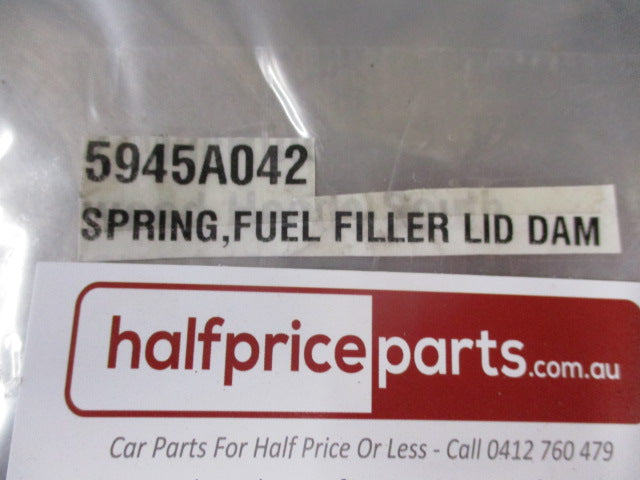 5945A042
SPRING,FUEL FILLER LID DAM
halfpriceparts.com.au
Car Parts For Half Price Or Less - Call 0412 760 479